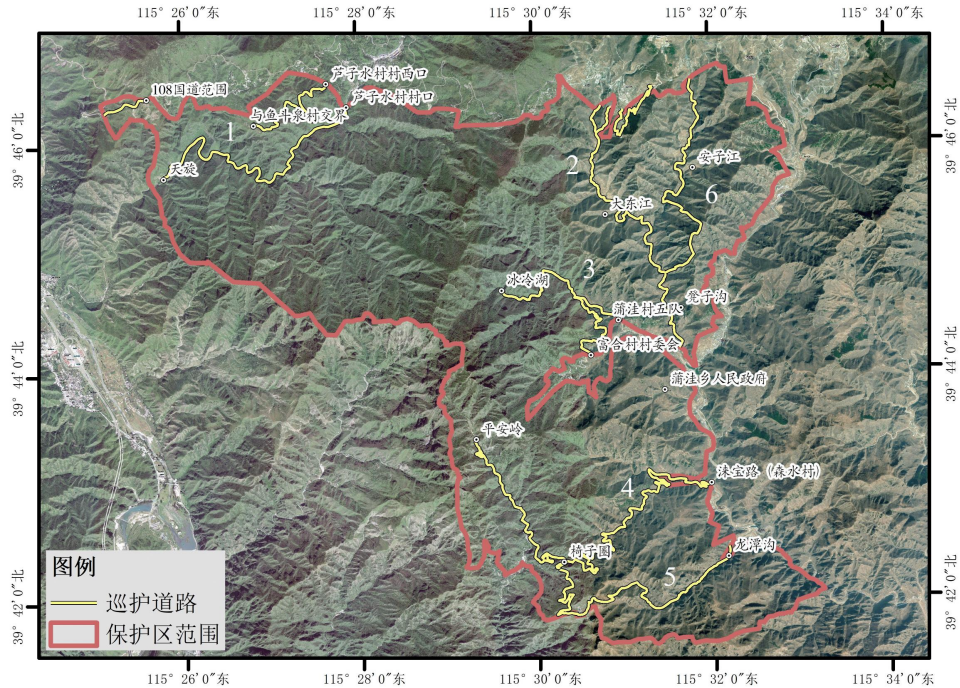 115° 26′0″东
115° 28′0″东
115° 30′0″东
115° 32′0″东
115° 34′0″东
芦子水村村西口
108国道范围
芦子水村村口
与鱼斗泉村交界
1
39°46′0″北
39°46′0″北
天旋
2
安子江
6
大东江
3
冰冷湖
凳子沟
蒲洼村五队
富合村村委会
39°44′0″北
39°44′0″北
蒲洼乡人民政府
平安岭
4
涞宝路（森水村）
椅子圈
龙潭沟
5
39°42′0″北
39°42′0″北
图例
巡护道路
保护区范围
115° 26′0″东
115° 28′0″东
115° 30′0″东
115° 32′0″东
115° 34′0″东